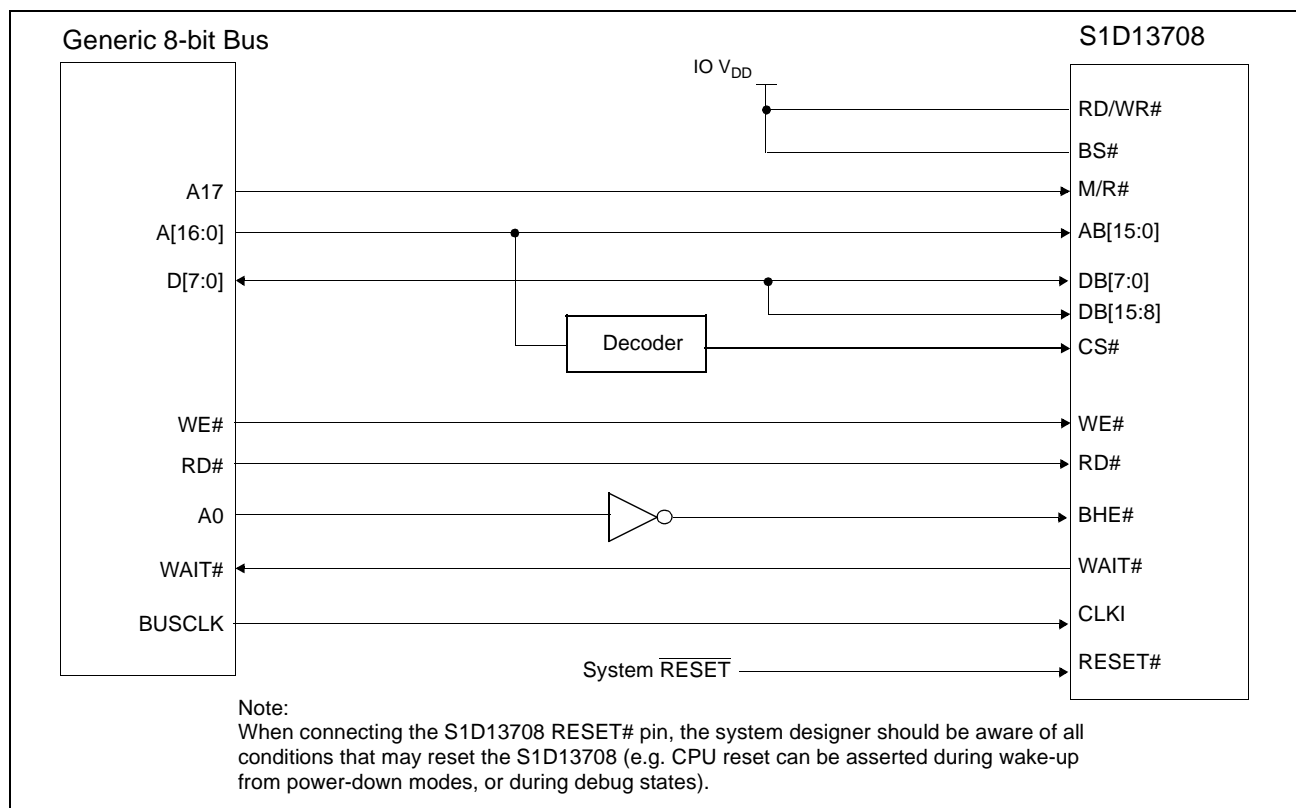 Generic 8-bit Bus
S1D13708
IO VDD
RD/WR#
BS#
A17
M/R#
A[16:0]
AB[15:0]
D[7:0]
DB[7:0]
DB[15:8]
Decoder
CS#
WE#
WE#
RD#
RD#
A0
BHE#
WAIT#
WAIT#
BUSCLK
CLKI
System RESET
RESET#
Note:
When connecting the S1D13708 RESET# pin, the system designer should be aware of all
conditions that may reset the S1D13708 (e.g. CPU reset can be asserted during wake-up
from power-down modes, or during debug states).